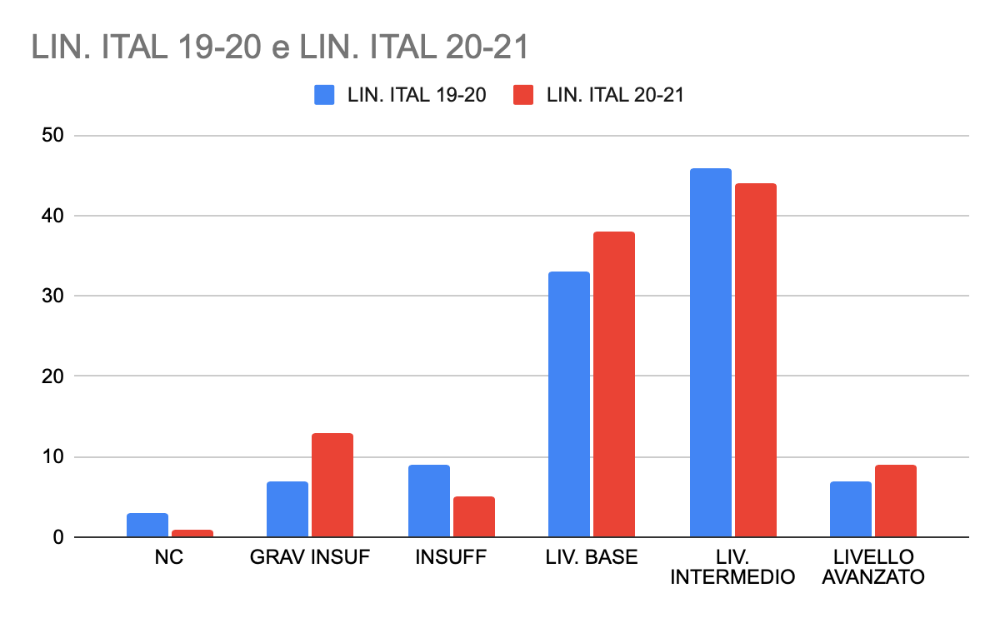 LIN. ITAL 19-20 e LIN. ITAL 20-21
LIN. ITAL 19-20 LIN. ITAL 20-21
50
40
30
20
10
0
NC GRAV INSUF INSUFF LIV. BASE LIV. INTERMEDIO LIVELLO AVANZATO